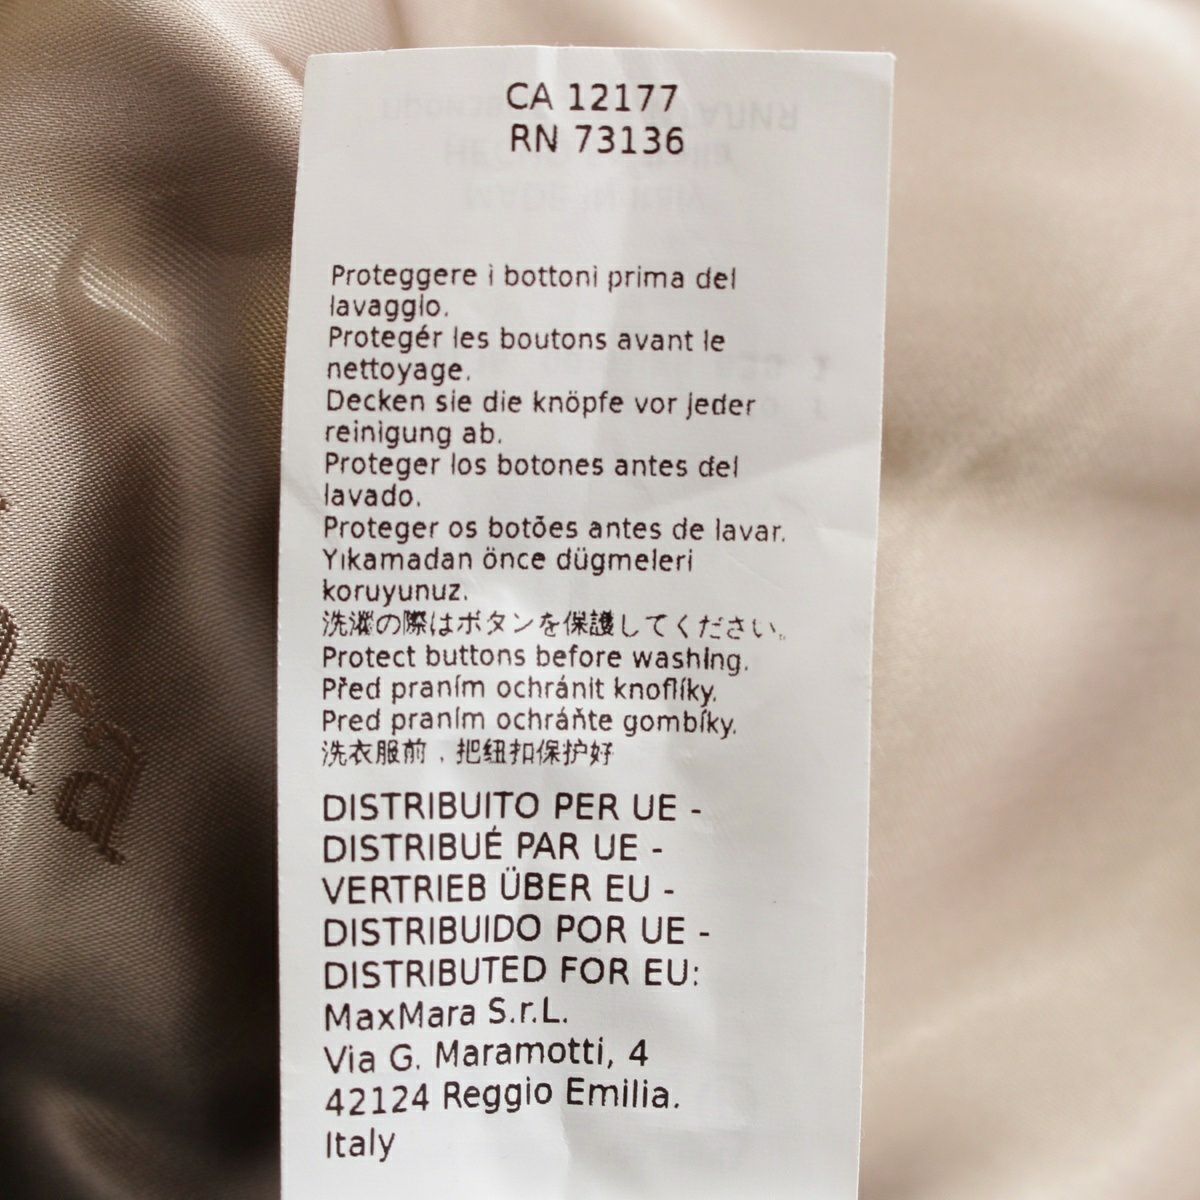 CA 12177
RN 73136
Proteggere i bottoni prima del
lavaggio.
Protegér les boutons avant le
nettoyage.
Decken sie die knöpfe vor jeder
reinigung ab.
Proteger los botones antes del
lavado.
Proteger os botões antes de lavar.
Yıkamadan önce dügmeleri
koruyunuz.
洗濯の際はボタンを保護してください。
Protect buttons before washing.
Před praním ochránit knoflíky.
Pred praním ochráňte gombíky.
洗衣服前，把纽扣保护好
DISTRIBUITO PER UE -
DISTRIBUÉ PAR UE -
VERTRIEB ÜBER EU -
DISTRIBUIDO POR UE -
DISTRIBUTED FOR EU:
MaxMara S.r.L.
Via G. Maramotti, 4
42124 Reggio Emilia.
Italy